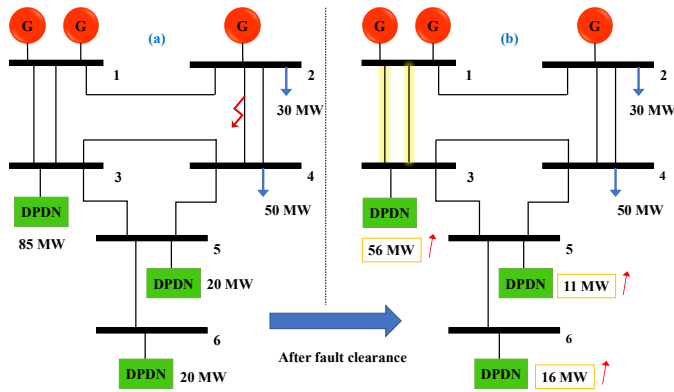 (a)
G
G
G
1
2
30 MW
3
4
DPDN
50 MW
85 MW
5
DPDN
20 MW
6
DPDN
20 MW
After fault clearance
(b)
G
G
G
1
2
30 MW
3
4
DPDN
50 MW
56 MW
5
DPDN
11 MW
6
DPDN
16 MW